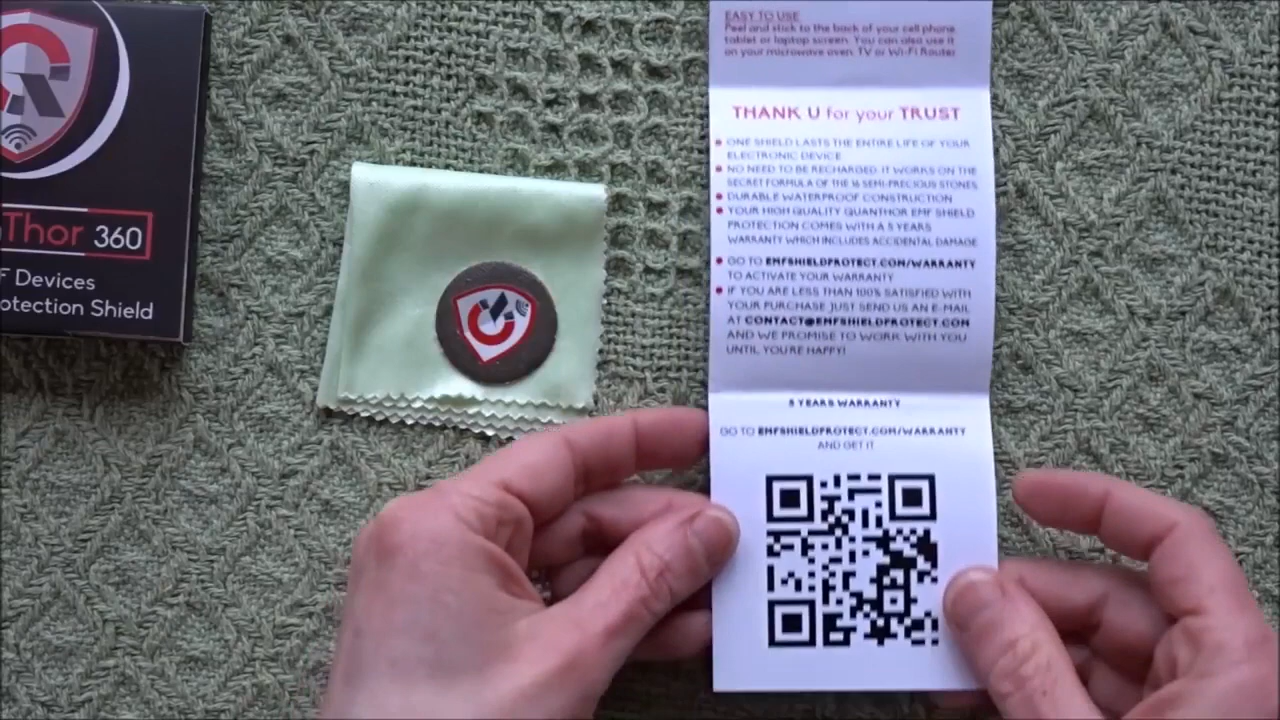 Thor 360
F Devices
otection Shield
EASY TO USE
Peel and stick to the back of your cell phone
tablet or laptop screen. You can also use it
on your microwave oven, TV or Wi-Fi Router
THANK U for your TRUST
ONE SHIELD LASTS THE ENTIRE LIFE OF YOUR
ELECTRONIC DEVICE
NO NEED TO BE RECHARGED. IT WORKS ON THE
SECRET FORMULA OF THE 16 SEMI-PRECIOUS STONES
DURABLE WATERPROOF CONSTRUCTION
YOUR HIGH QUALITY QUANTHOR EMF SHIELD
PROTECTION COMES WITH A 5 YEARS
WARRANTY WHICH INCLUDES ACCIDENTAL DAMAGE
GO TO EMFSHIELDPROTECT.COM/WARRANTY
TO ACTIVATE YOUR WARRANTY
IF YOU ARE LESS THAN 100% SATISFIED WITH
YOUR PURCHASE JUST SEND US AN E-MAIL
AT CONTACT@EMFSHIELDPROTECT.COM
AND WE PROMISE TO WORK WITH YOU
UNTIL YOU'RE HAPPY!
5 YEARS WARRANTY
GO TO EMFSHIELDPROTECT.COM/WARRANTY
AND GET IT